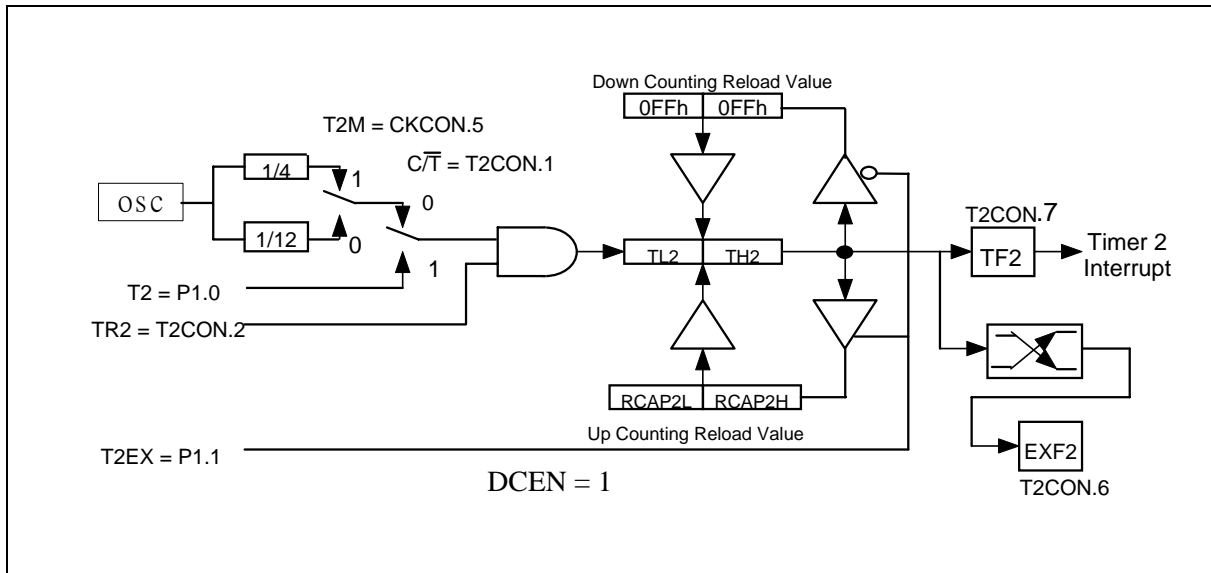 Down Counting Reload Value
0FFh 0FFh
T2M = CKCON.5
C/T̅ = T2CON.1
1/4
1
0
OSC
1/12
0
1
TL2 TH2
T2CON.7
TF2
Timer 2
Interrupt
T2 = P1.0
TR2 = T2CON.2
RCAP2L RCAP2H
Up Counting Reload Value
T2EX = P1.1
EXF2
T2CON.6
DCEN = 1